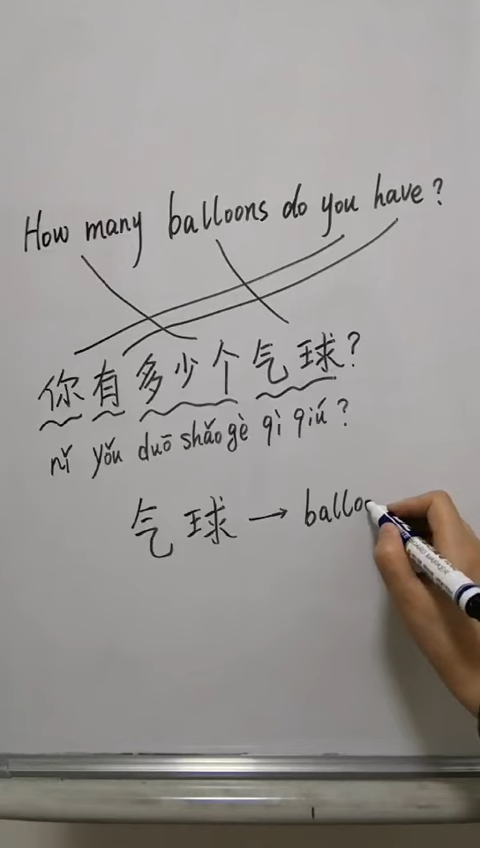 How many balloons do you have?
你有多少个气球?
nǐ yǒu duō shǎo gè qì qiú?
气球 → balloo